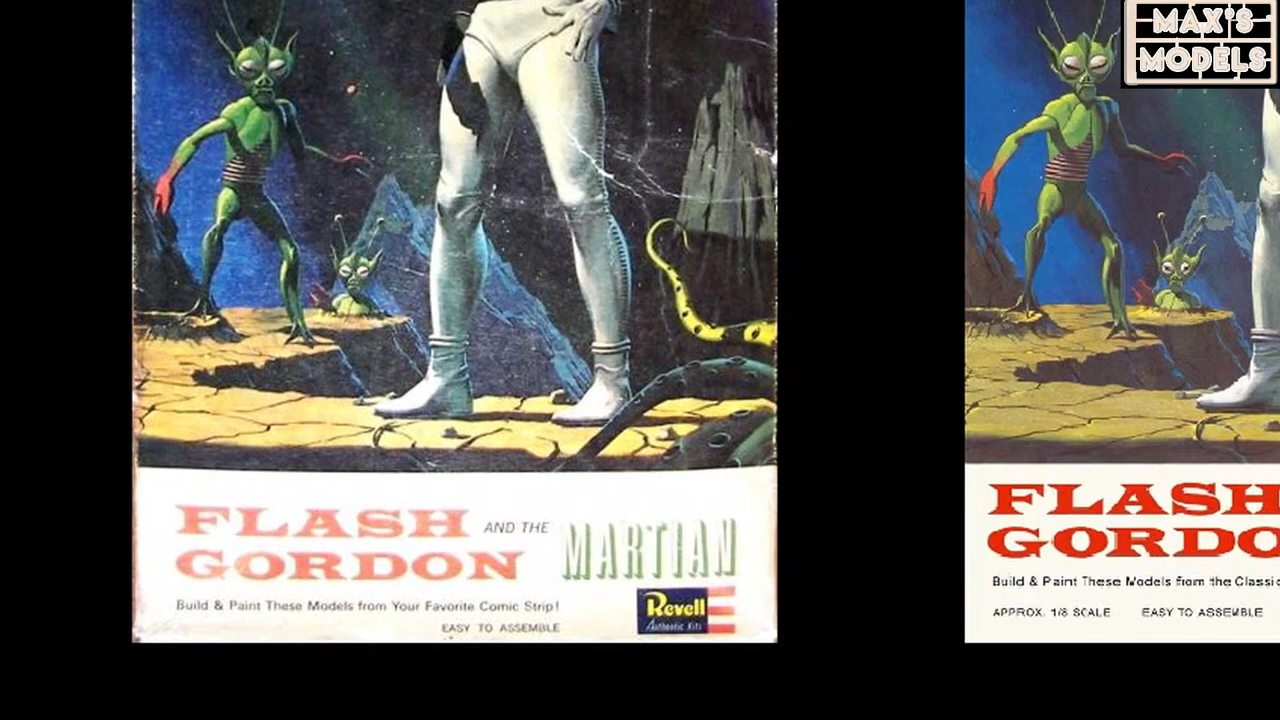 MAX'S
MODELS
FLASH AND THE MARTIAN
GORDON
Build & Paint These Models from Your Favorite Comic Strip!
EASY TO ASSEMBLE
Revell
Authentic Kits
FLASH
GORDO
Build & Paint These Models from the Classic
APPROX. 1/8 SCALE EASY TO ASSEMBLE